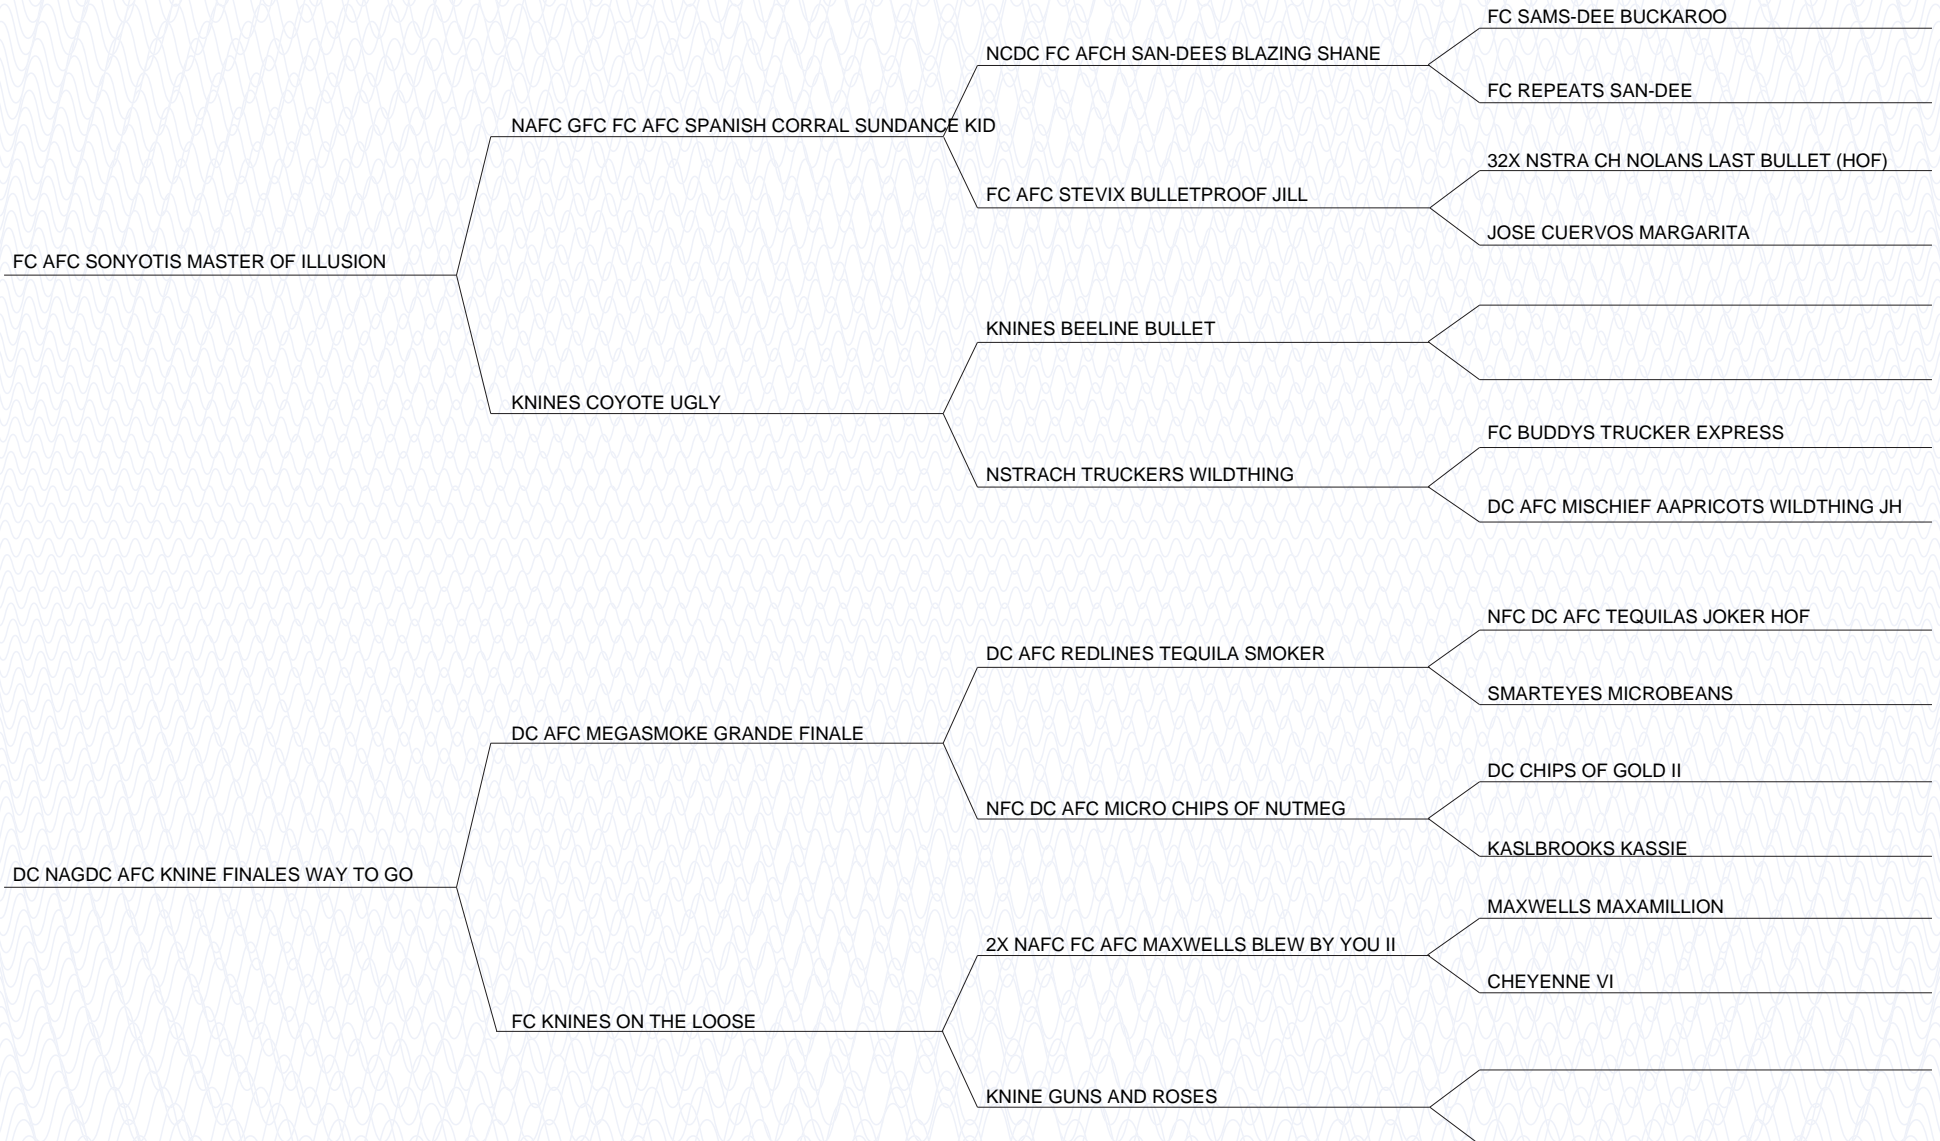 FC SAMS-DEE BUCKAROO
NCDC FC AFCH SAN-DEES BLAZING SHANE
FC REPEATS SAN-DEE
NAFC GFC FC AFC SPANISH CORRAL SUNDANCE KID
32X NSTRA CH NOLANS LAST BULLET (HOF)
FC AFC STEVIX BULLETPROOF JILL
JOSE CUERVOS MARGARITA
FC AFC SONYOTIS MASTER OF ILLUSION
KNINES BEELINE BULLET
KNINES COYOTE UGLY
FC BUDDYS TRUCKER EXPRESS
NSTRACH TRUCKERS WILDTHING
DC AFC MISCHIEF AAPRICOTS WILDTHING JH
NFC DC AFC TEQUILAS JOKER HOF
DC AFC REDLINES TEQUILA SMOKER
SMARTEYES MICROBEANS
DC AFC MEGASMOKE GRANDE FINALE
DC CHIPS OF GOLD II
NFC DC AFC MICRO CHIPS OF NUTMEG
KASLBROOKS KASSIE
DC NAGDC AFC KNINE FINALES WAY TO GO
MAXWELLS MAXAMILLION
2X NAFC FC AFC MAXWELLS BLEW BY YOU II
CHEYENNE VI
FC KNINES ON THE LOOSE
KNINE GUNS AND ROSES